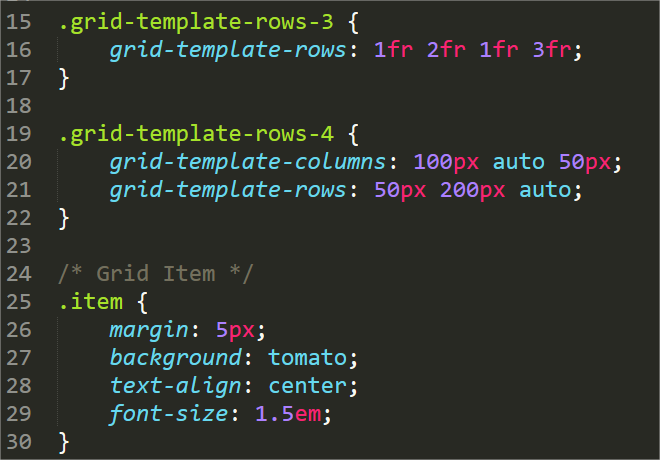 15 .grid-template-rows-3 {
16     grid-template-rows: 1fr 2fr 1fr 3fr;
17 }
18
19 .grid-template-rows-4 {
20     grid-template-columns: 100px auto 50px;
21     grid-template-rows: 50px 200px auto;
22 }
23
24 /* Grid Item */
25 .item {
26     margin: 5px;
27     background: tomato;
28     text-align: center;
29     font-size: 1.5em;
30 }